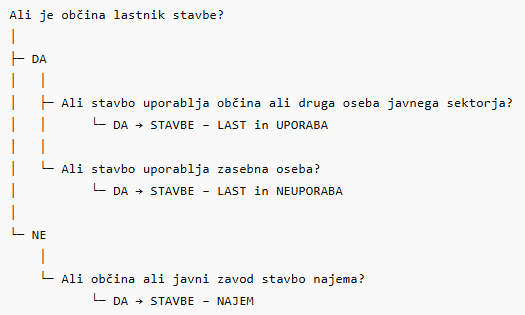 Ali je občina lastnik stavbe?
│
├─ DA
│   │
│   ├─ Ali stavbo uporablja občina ali druga oseba javnega sektorja?
│   │      └─ DA → STAVBE – LAST in UPORABA
│   │
│   └─ Ali stavbo uporablja zasebna oseba?
│          └─ DA → STAVBE – LAST in NEUPORABA
│
└─ NE
    │
    └─ Ali občina ali javni zavod stavbo najema?
           └─ DA → STAVBE – NAJEM